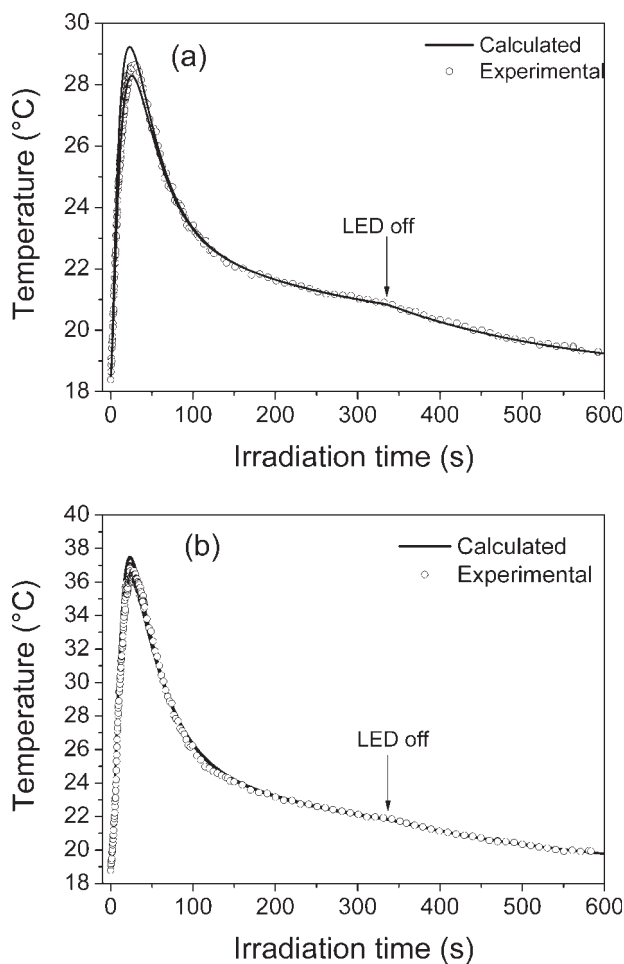 30
28
26
24
22
20
18
Temperature (°C)
(a)
Calculated
Experimental
LED off
0 100 200 300 400 500 600
Irradiation time (s)
40
38
36
34
32
30
28
26
24
22
20
18
Temperature (°C)
(b)
Calculated
Experimental
LED off
0 100 200 300 400 500 600
Irradiation time (s)